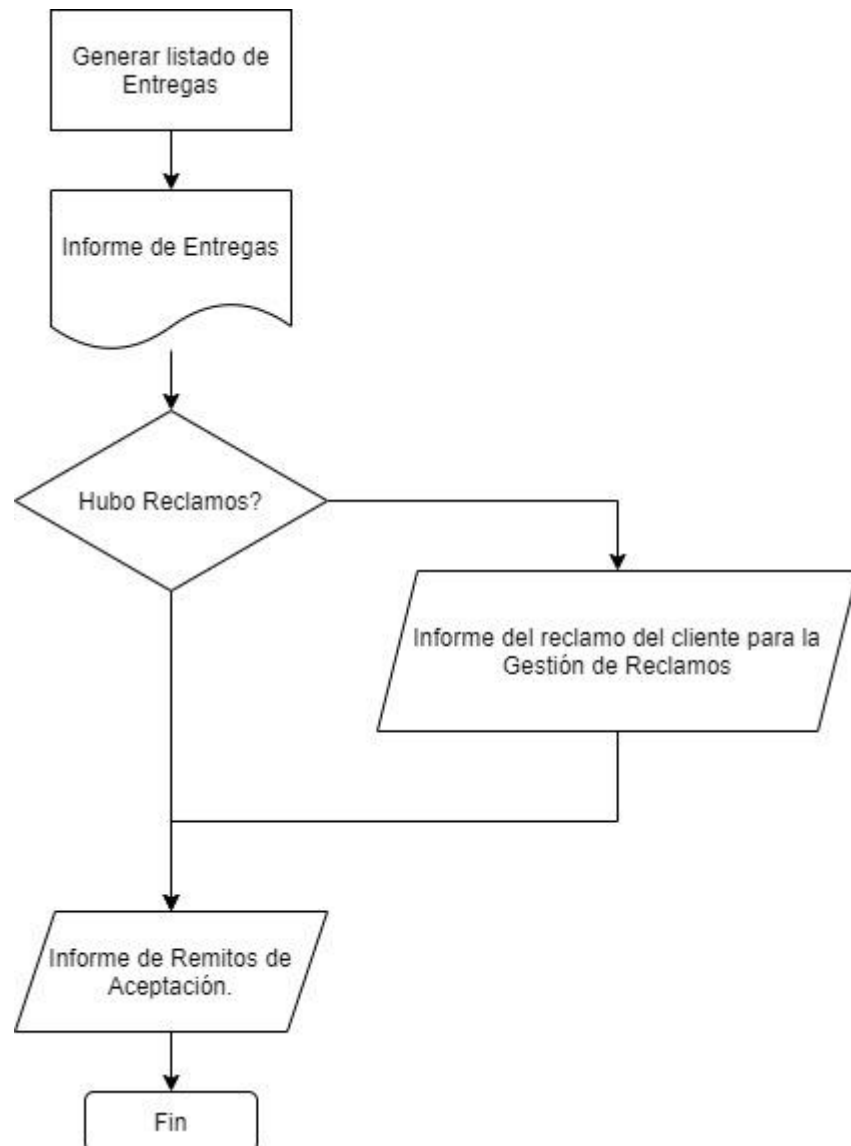 Generar listado de
Entregas
Informe de Entregas
Hubo Reclamos?
Informe del reclamo del cliente para la
Gestión de Reclamos
Informe de Remitos de
Aceptación.
Fin